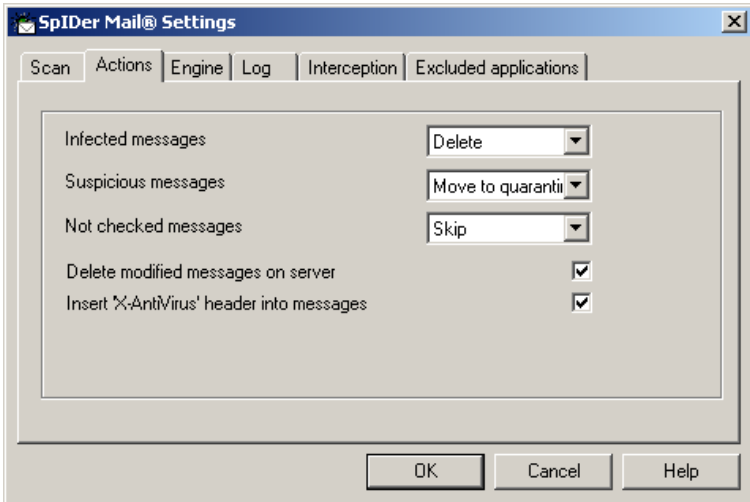 SpIDer Mail® Settings
Scan Actions Engine Log Interception Excluded applications
Infected messages Delete
Suspicious messages Move to quaranti
Not checked messages Skip
Delete modified messages on server
Insert 'X-AntiVirus' header into messages
OK Cancel Help